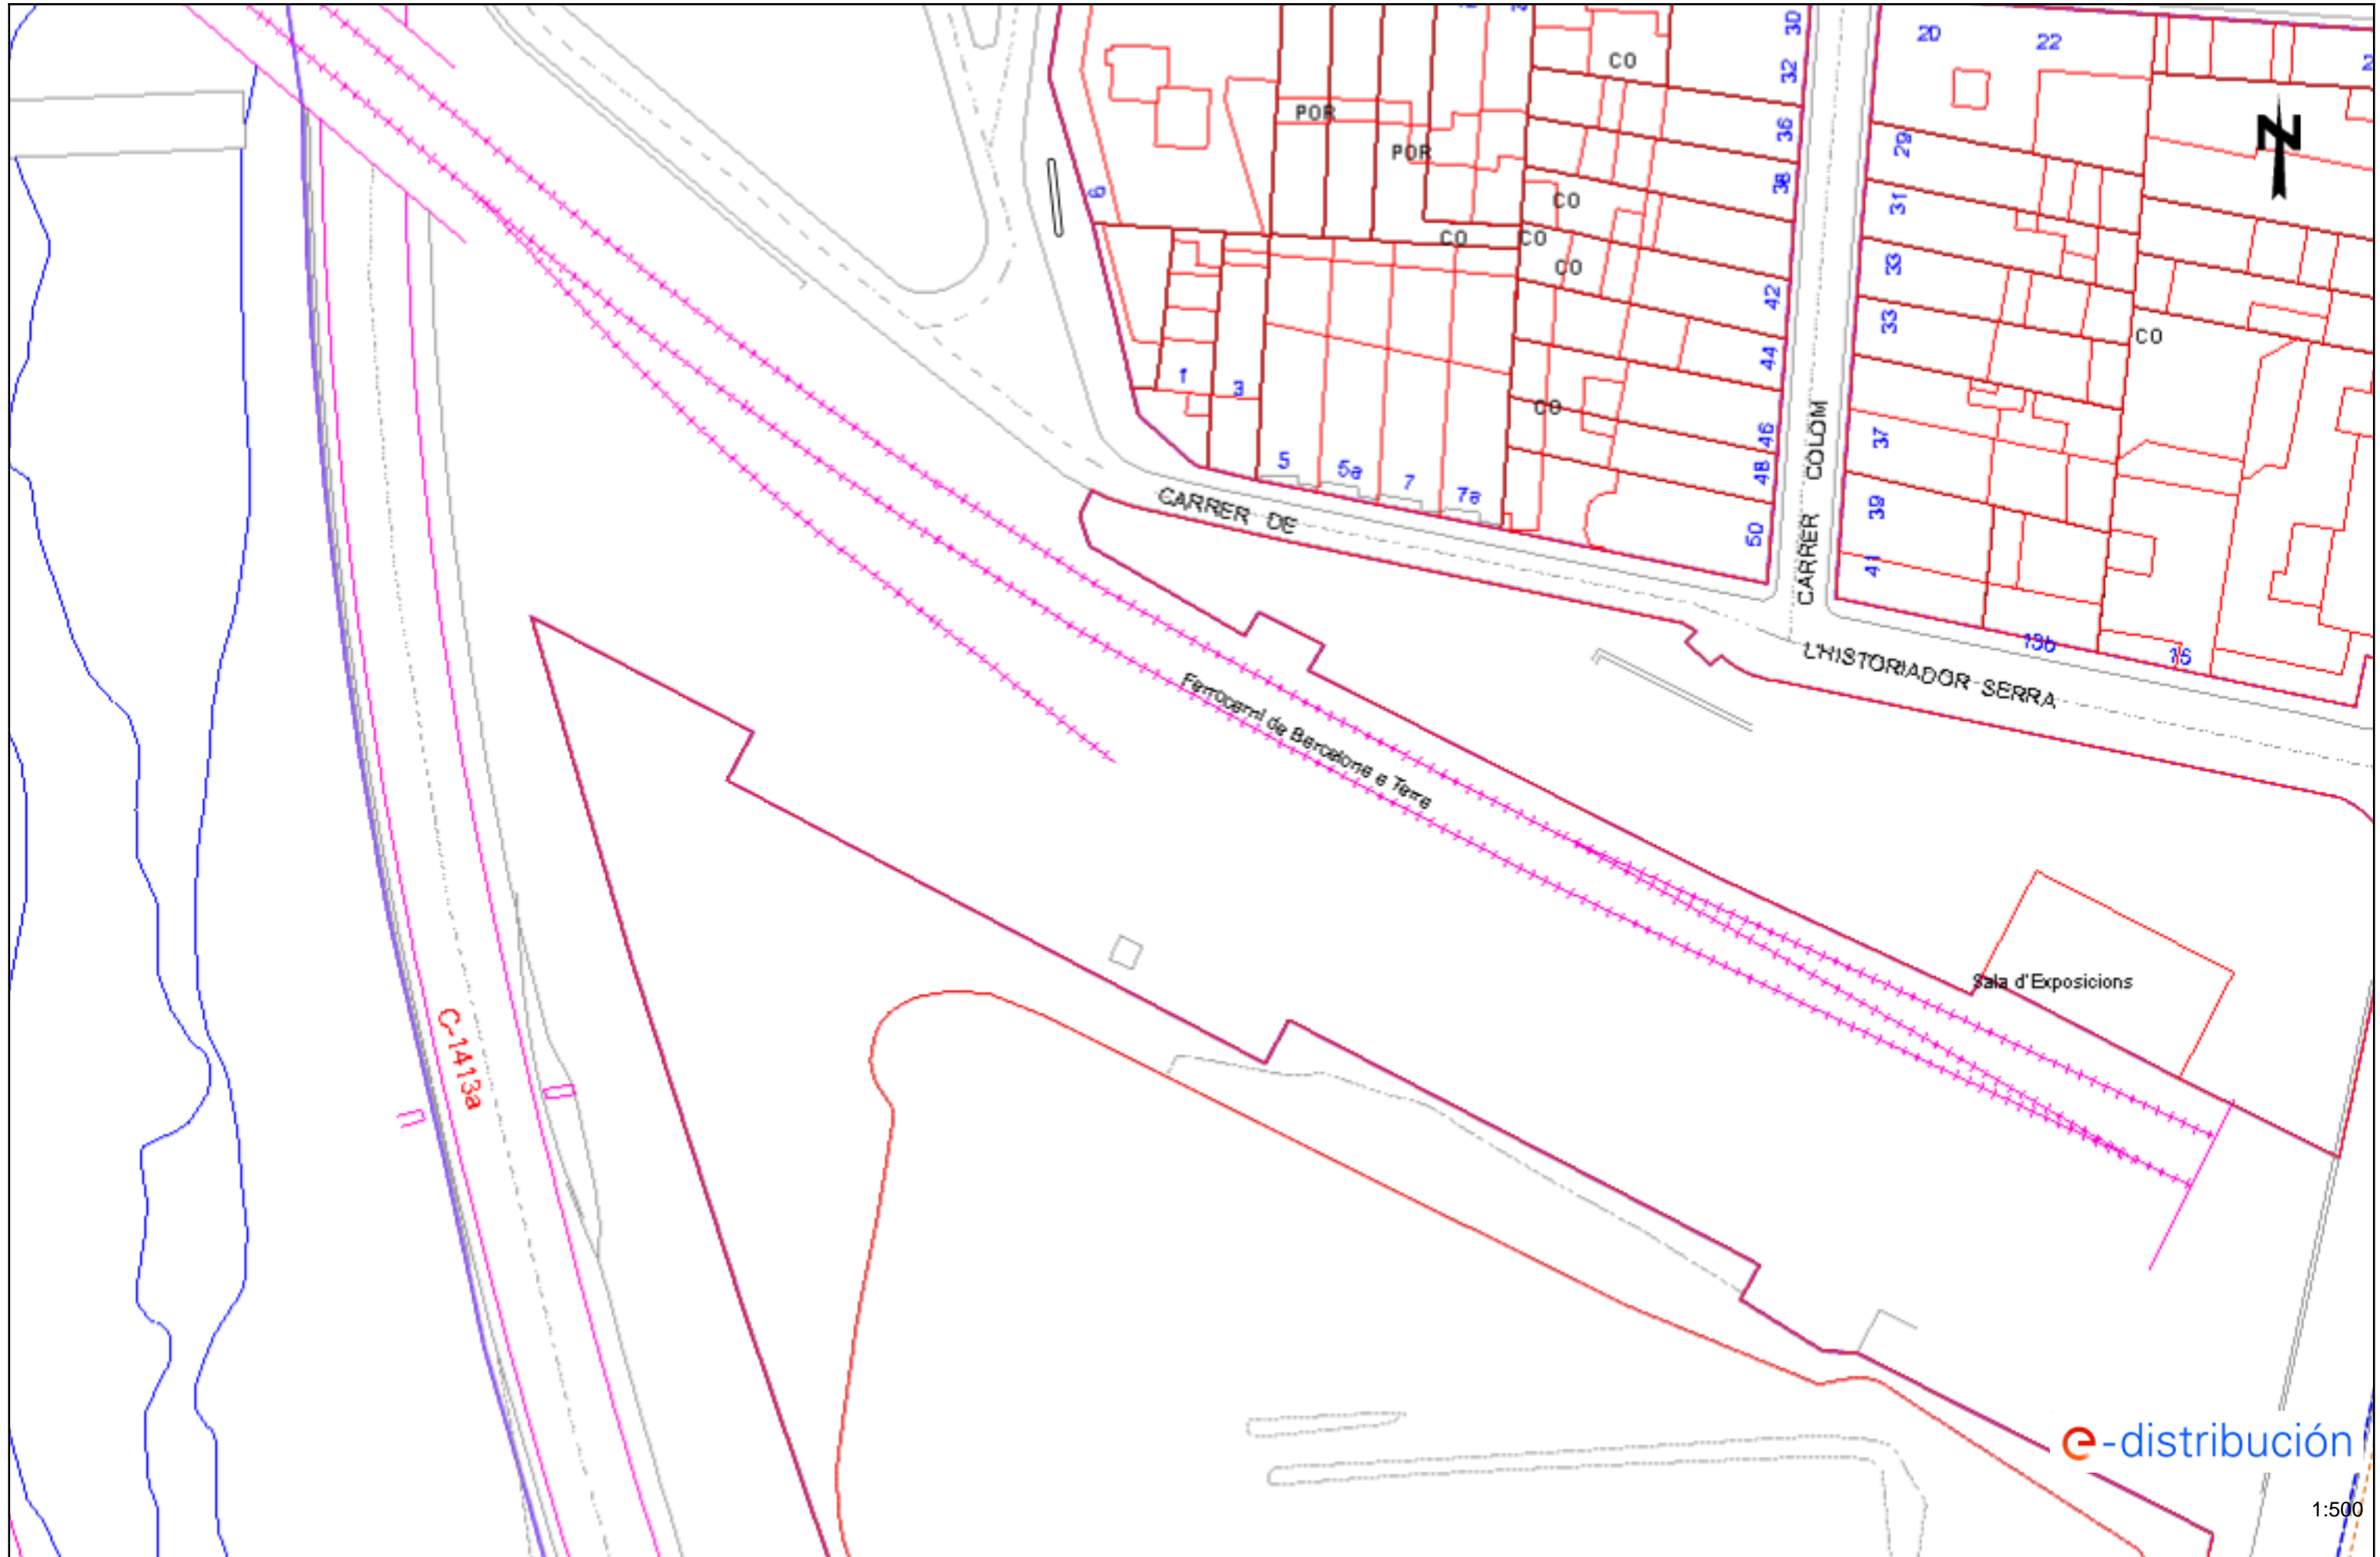 30
20
22
CO
32
POR
36
29
POR
38
6
31
CO
CO
CO
CO
33
42
33
CO
44
1
3
CO
46
37
5
5a
7
7a
48
39
CARRER DE
50
CARRER COLOM
41
13b
15
L'HISTORIADOR SERRA
Ferrocarril de Barcelona a Terra
Sala d'Exposicions
C-1413a
e-distribución
1:500
N